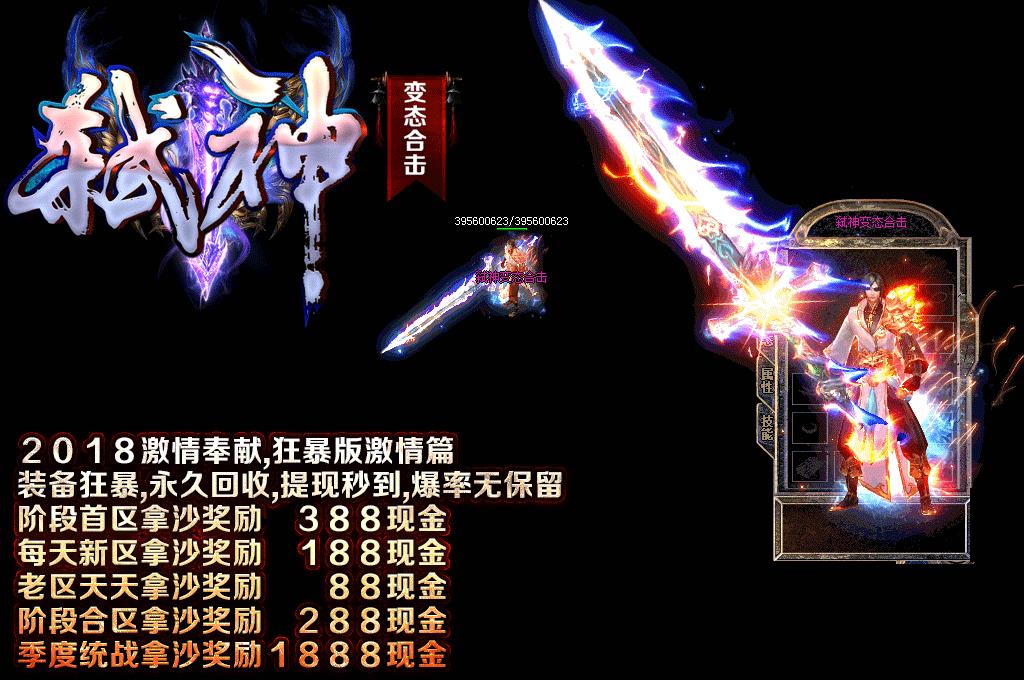 弑神
变态合击
395600623/395600623
弑神变态合击
弑神变态合击
属性
技能
2018激情奉献,狂暴版激情篇
装备狂暴,永久回收,提现秒到,爆率无保留
阶段首区拿沙奖励 388现金
每天新区拿沙奖励 188现金
老区天天拿沙奖励 88现金
阶段合区拿沙奖励 288现金
季度统战拿沙奖励1888现金